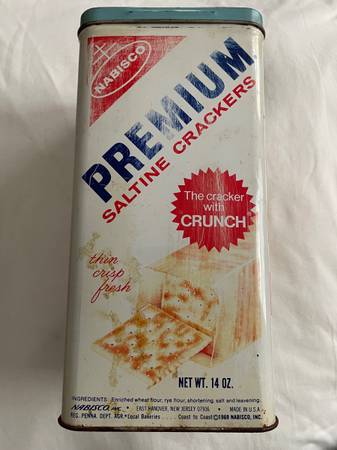 NABISCO
PREMIUM
SALTINE CRACKERS
The cracker
with
CRUNCH
thin
crisp
fresh
NET WT. 14 OZ.
INGREDIENTS: Enriched wheat flour, rye flour, shortening, salt and leavening.
NABISCO, INC. • EAST HANOVER, NEW JERSEY 07936 • MADE IN U.S.A.
REG. PENNA. DEPT. AGR. • Local Bakeries . . . . Coast to Coast ©1969 NABISCO, INC.